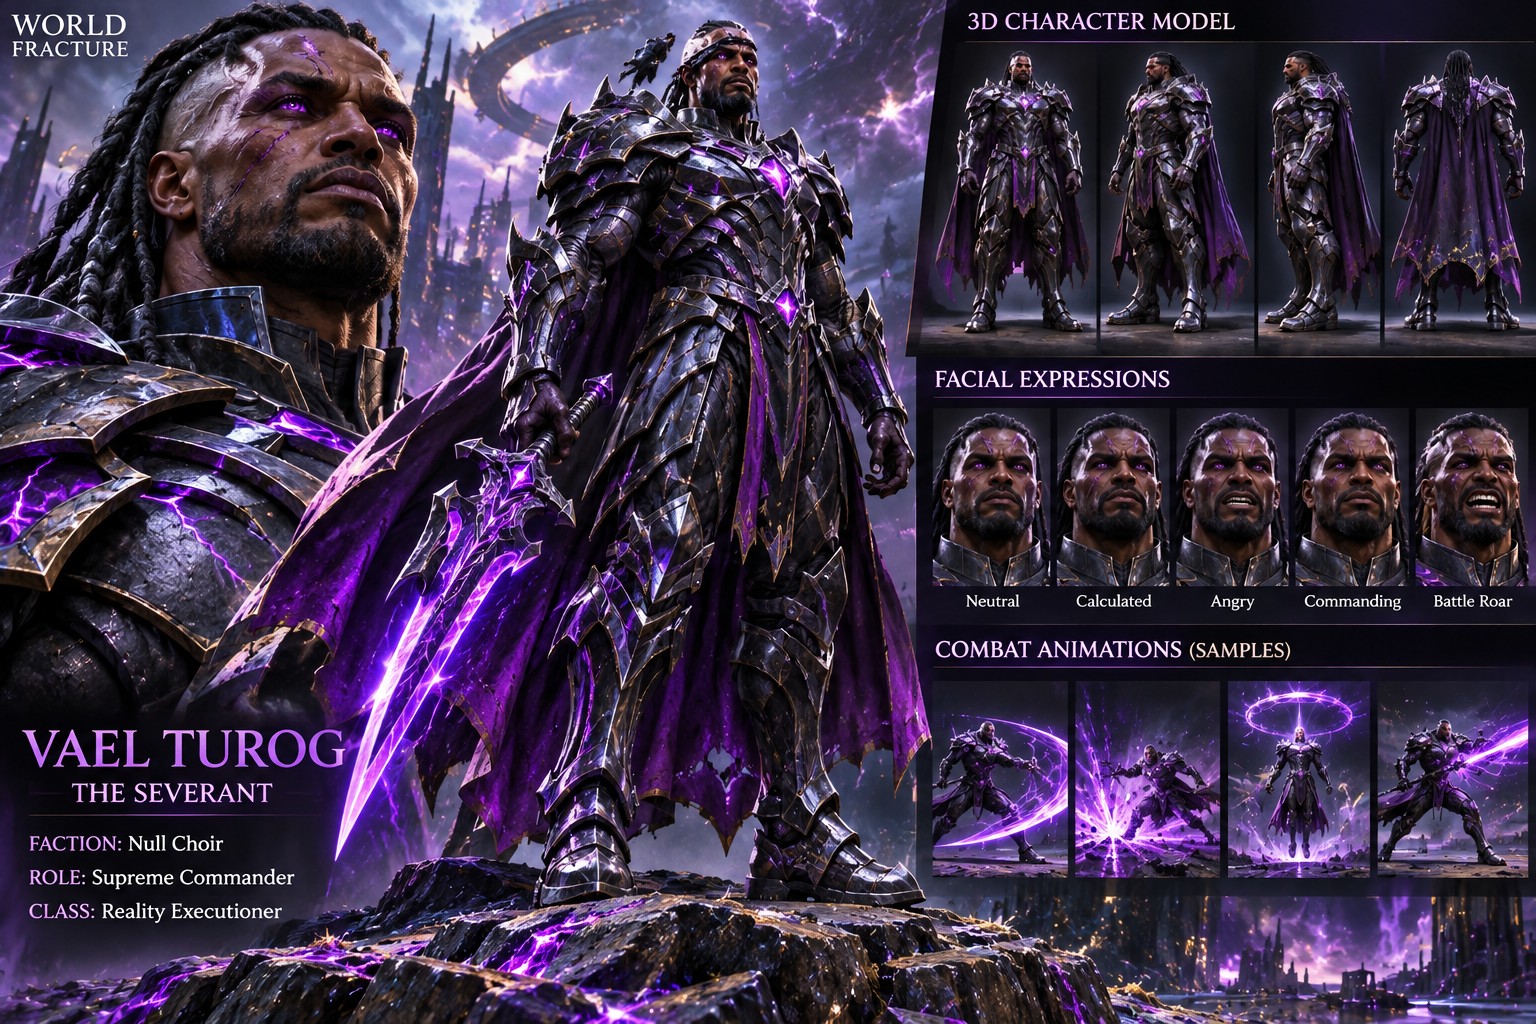 WORLD
FRACTURE
VAEL TUROG
THE SEVERANT
FACTION: Null Choir
ROLE: Supreme Commander
CLASS: Reality Executioner
3D CHARACTER MODEL
FACIAL EXPRESSIONS
Neutral
Calculated
Angry
Commanding
Battle Roar
COMBAT ANIMATIONS (SAMPLES)